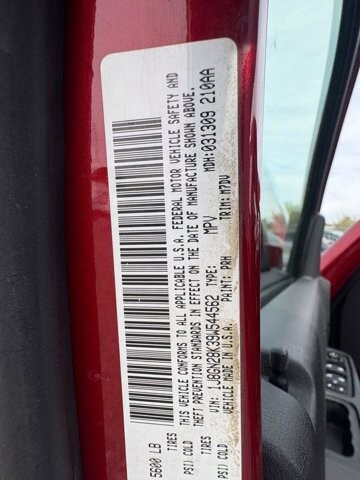 5600 LB
THIS VEHICLE CONFORMS TO ALL APPLICABLE U.S.A. FEDERAL MOTOR VEHICLE SAFETY AND
THEFT PREVENTION STANDARDS IN EFFECT ON THE DATE OF MANUFACTURE SHOWN ABOVE.
TIRES
VIN: 1J8GN28K39W544562 TYPE: MPV MDH: 031309 210AA
PSI/ COLD
VEHICLE MADE IN U.S.A. PAINT: PRH TRIM: M7DV
TIRES
PSI/ COLD